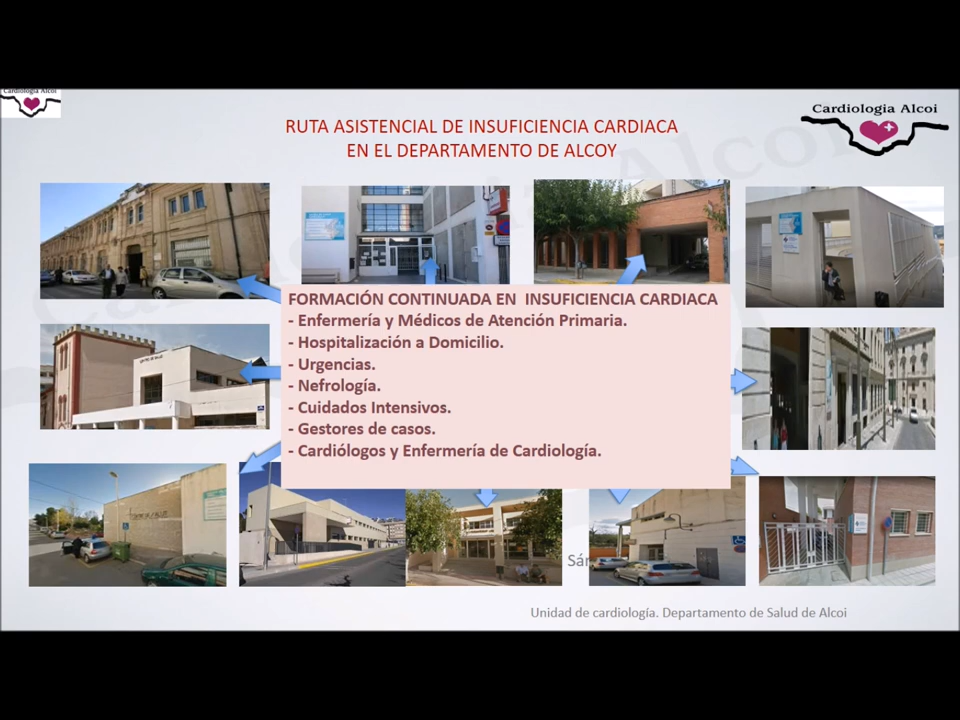 Cardiologia Alcoi
Cardiologia Alcoi
RUTA ASISTENCIAL DE INSUFICIENCIA CARDIACA
EN EL DEPARTAMENTO DE ALCOY
FORMACIÓN CONTINUADA EN INSUFICIENCIA CARDIACA
- Enfermería y Médicos de Atención Primaria.
- Hospitalización a Domicilio.
- Urgencias.
- Nefrología.
- Cuidados Intensivos.
- Gestores de casos.
- Cardiólogos y Enfermería de Cardiología.
Unidad de cardiología. Departamento de Salud de Alcoi